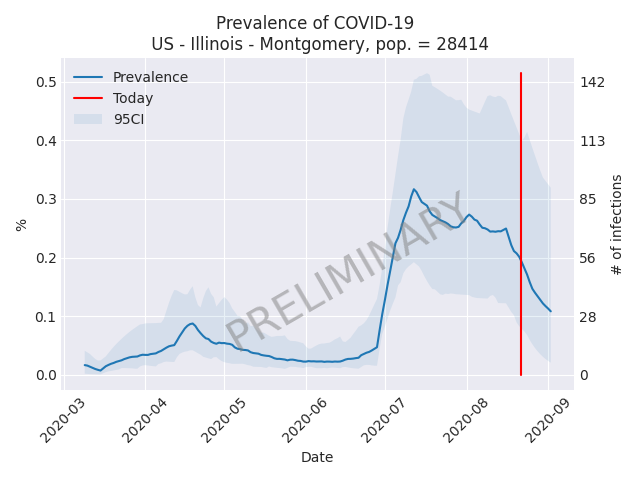 Prevalence of COVID-19
US - Illinois - Montgomery, pop. = 28414
Prevalence
Today
95CI
0.5
0.4
0.3
0.2
0.1
0.0
%
142
113
85
56
28
0
# of infections
PRELIMINARY
2020-03
2020-04
2020-05
2020-06
2020-07
2020-08
2020-09
Date